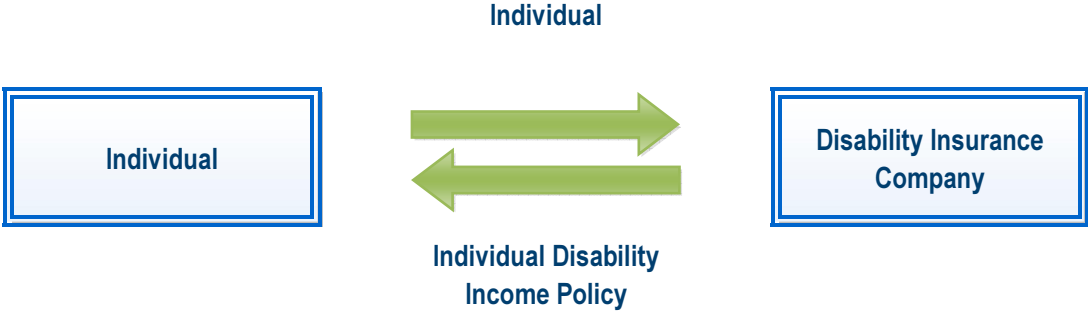 Individual
Individual
Disability Insurance
Company
Individual Disability
Income Policy